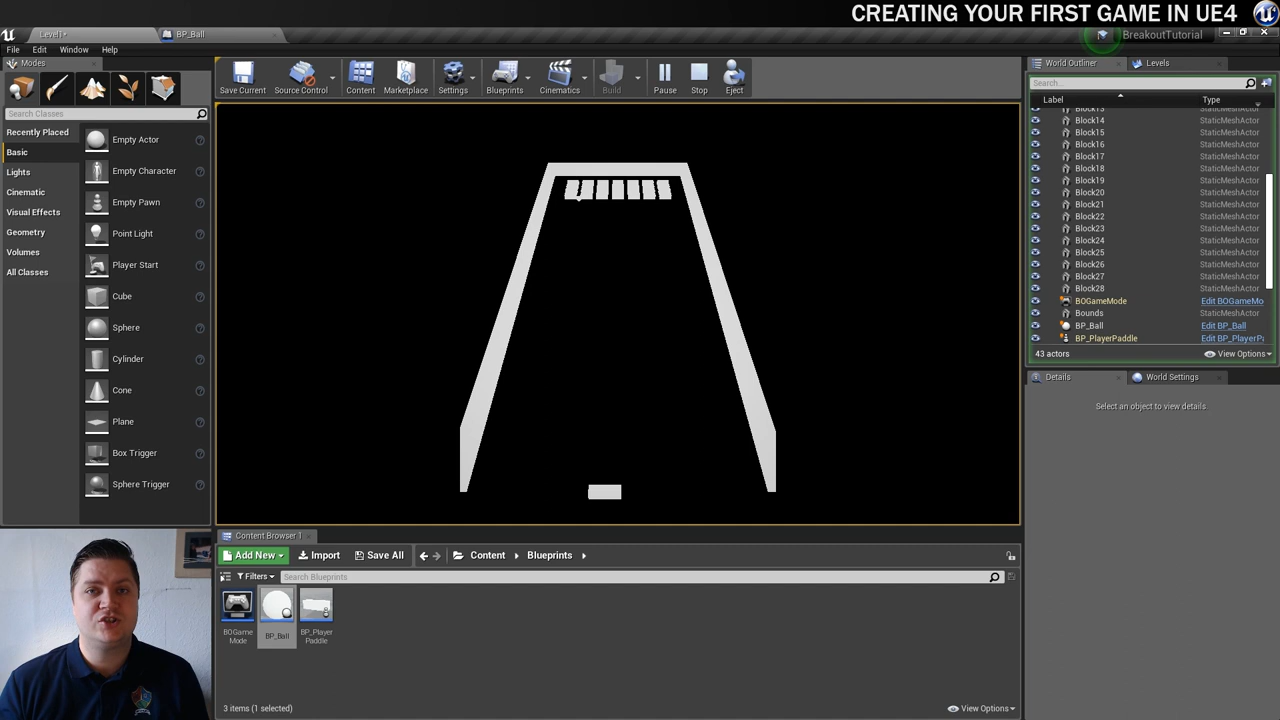 CREATING YOUR FIRST GAME IN UE4
Level1*
BP_Ball
BreakoutTutorial
File Edit Window Help
Modes
Search Classes
Recently Placed
Basic
Lights
Cinematic
Visual Effects
Geometry
Volumes
All Classes
Empty Actor
Empty Character
Empty Pawn
Point Light
Player Start
Cube
Sphere
Cylinder
Cone
Plane
Box Trigger
Sphere Trigger
Save Current
Source Control
Content
Marketplace
Settings
Blueprints
Cinematics
Build
Pause
Stop
Eject
World Outliner
Levels
Search...
Label Type
Block13 StaticMeshActor
Block14 StaticMeshActor
Block15 StaticMeshActor
Block16 StaticMeshActor
Block17 StaticMeshActor
Block18 StaticMeshActor
Block19 StaticMeshActor
Block20 StaticMeshActor
Block21 StaticMeshActor
Block22 StaticMeshActor
Block23 StaticMeshActor
Block24 StaticMeshActor
Block25 StaticMeshActor
Block26 StaticMeshActor
Block27 StaticMeshActor
Block28 StaticMeshActor
BOGameMode Edit BOGameMo
Bounds StaticMeshActor
BP_Ball Edit BP_Ball
BP_PlayerPaddle Edit BP_PlayerPa
43 actors
View Options
Details
World Settings
Select an object to view details.
Content Browser 1
Add New
Import
Save All
Content
Blueprints
Filters
Search Blueprints
BOGame
Mode
BP_Ball
BP_Player
Paddle
3 items (1 selected)
View Options